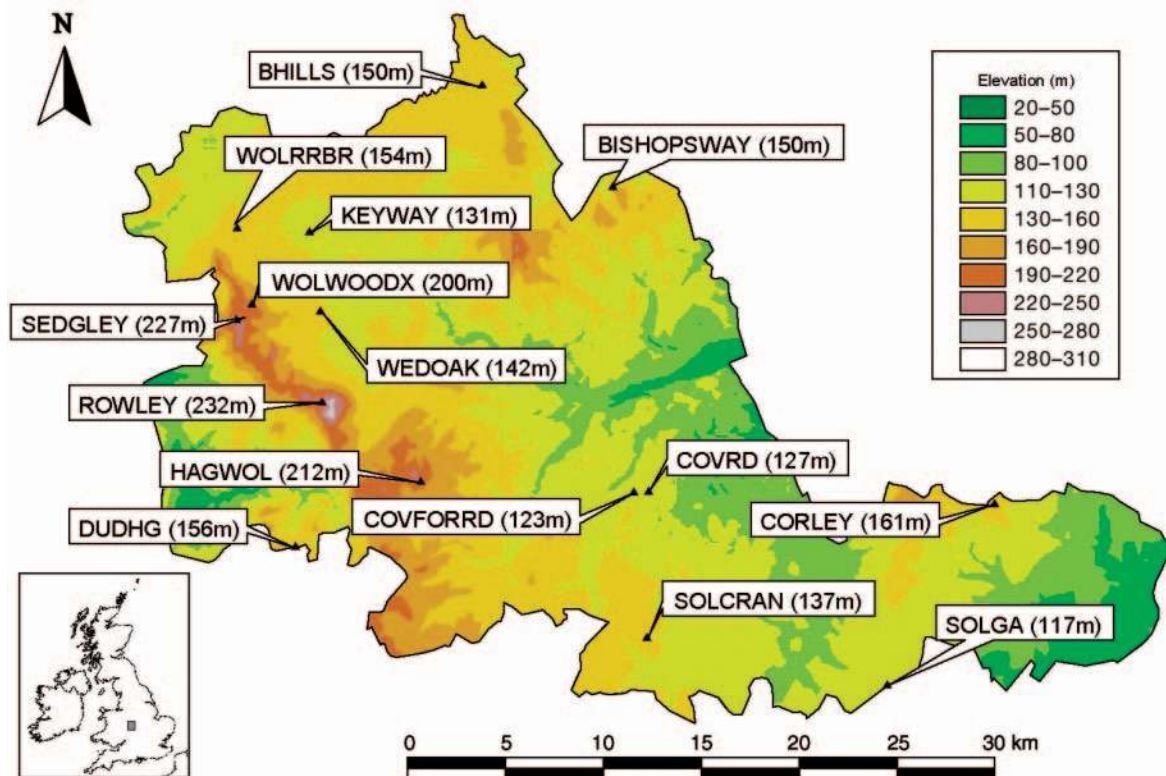 N
BHILLS (150m)
WOLRRBR (154m)
BISHOPSWAY (150m)
KEYWAY (131m)
WOLWOODX (200m)
SEDGLEY (227m)
WEDOAK (142m)
ROWLEY (232m)
HAGWOL (212m)
COVRD (127m)
COVFORRD (123m)
CORLEY (161m)
DUDHG (156m)
SOLCRAN (137m)
SOLGA (117m)
Elevation (m)
20–50
50–80
80–100
110–130
130–160
160–190
190–220
220–250
250–280
280–310
0 5 10 15 20 25 30 km